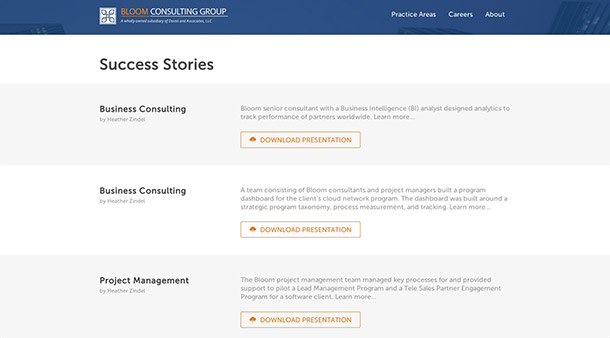 BLOOM CONSULTING GROUP
A wholly owned subsidiary of Davies and Associates, LLC.
Practice Areas Careers About
Success Stories
Business Consulting
by Heather Zindel
Bloom senior consultant with a Business Intelligence (BI) analyst designed analytics to
track performance of partners worldwide. Learn more...
DOWNLOAD PRESENTATION
Business Consulting
by Heather Zindel
A team consisting of Bloom consultants and project managers built a program
dashboard for the client's cloud network program. The dashboard was built around a
strategic program taxonomy, process measurement, and tracking. Learn more...
DOWNLOAD PRESENTATION
Project Management
by Heather Zindel
The Bloom project management team managed key processes for and provided
support to pilot a Lead Management Program and a Tele Sales Partner Engagement
Program for a software client. Learn more...
DOWNLOAD PRESENTATION